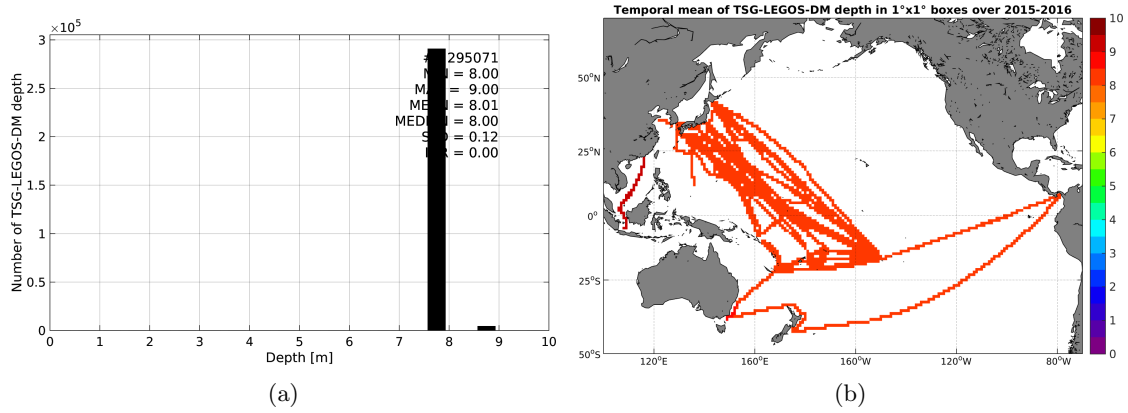 ×10⁵
3
2.5
2
1.5
1
0.5
0
Number of TSG-LEGOS-DM depth
295071
= 8.00
= 9.00
= 8.01
= 8.00
= 0.12
= 0.00
0 1 2 3 4 5 6 7 8 9 10
Depth [m]
(a)
Temporal mean of TSG-LEGOS-DM depth in 1°x1° boxes over 2015-2016
50°N
25°N
0°
25°S
50°S
120°E 160°E 160°W 120°W 80°W
10
9
8
7
6
5
4
3
2
1
0
(b)